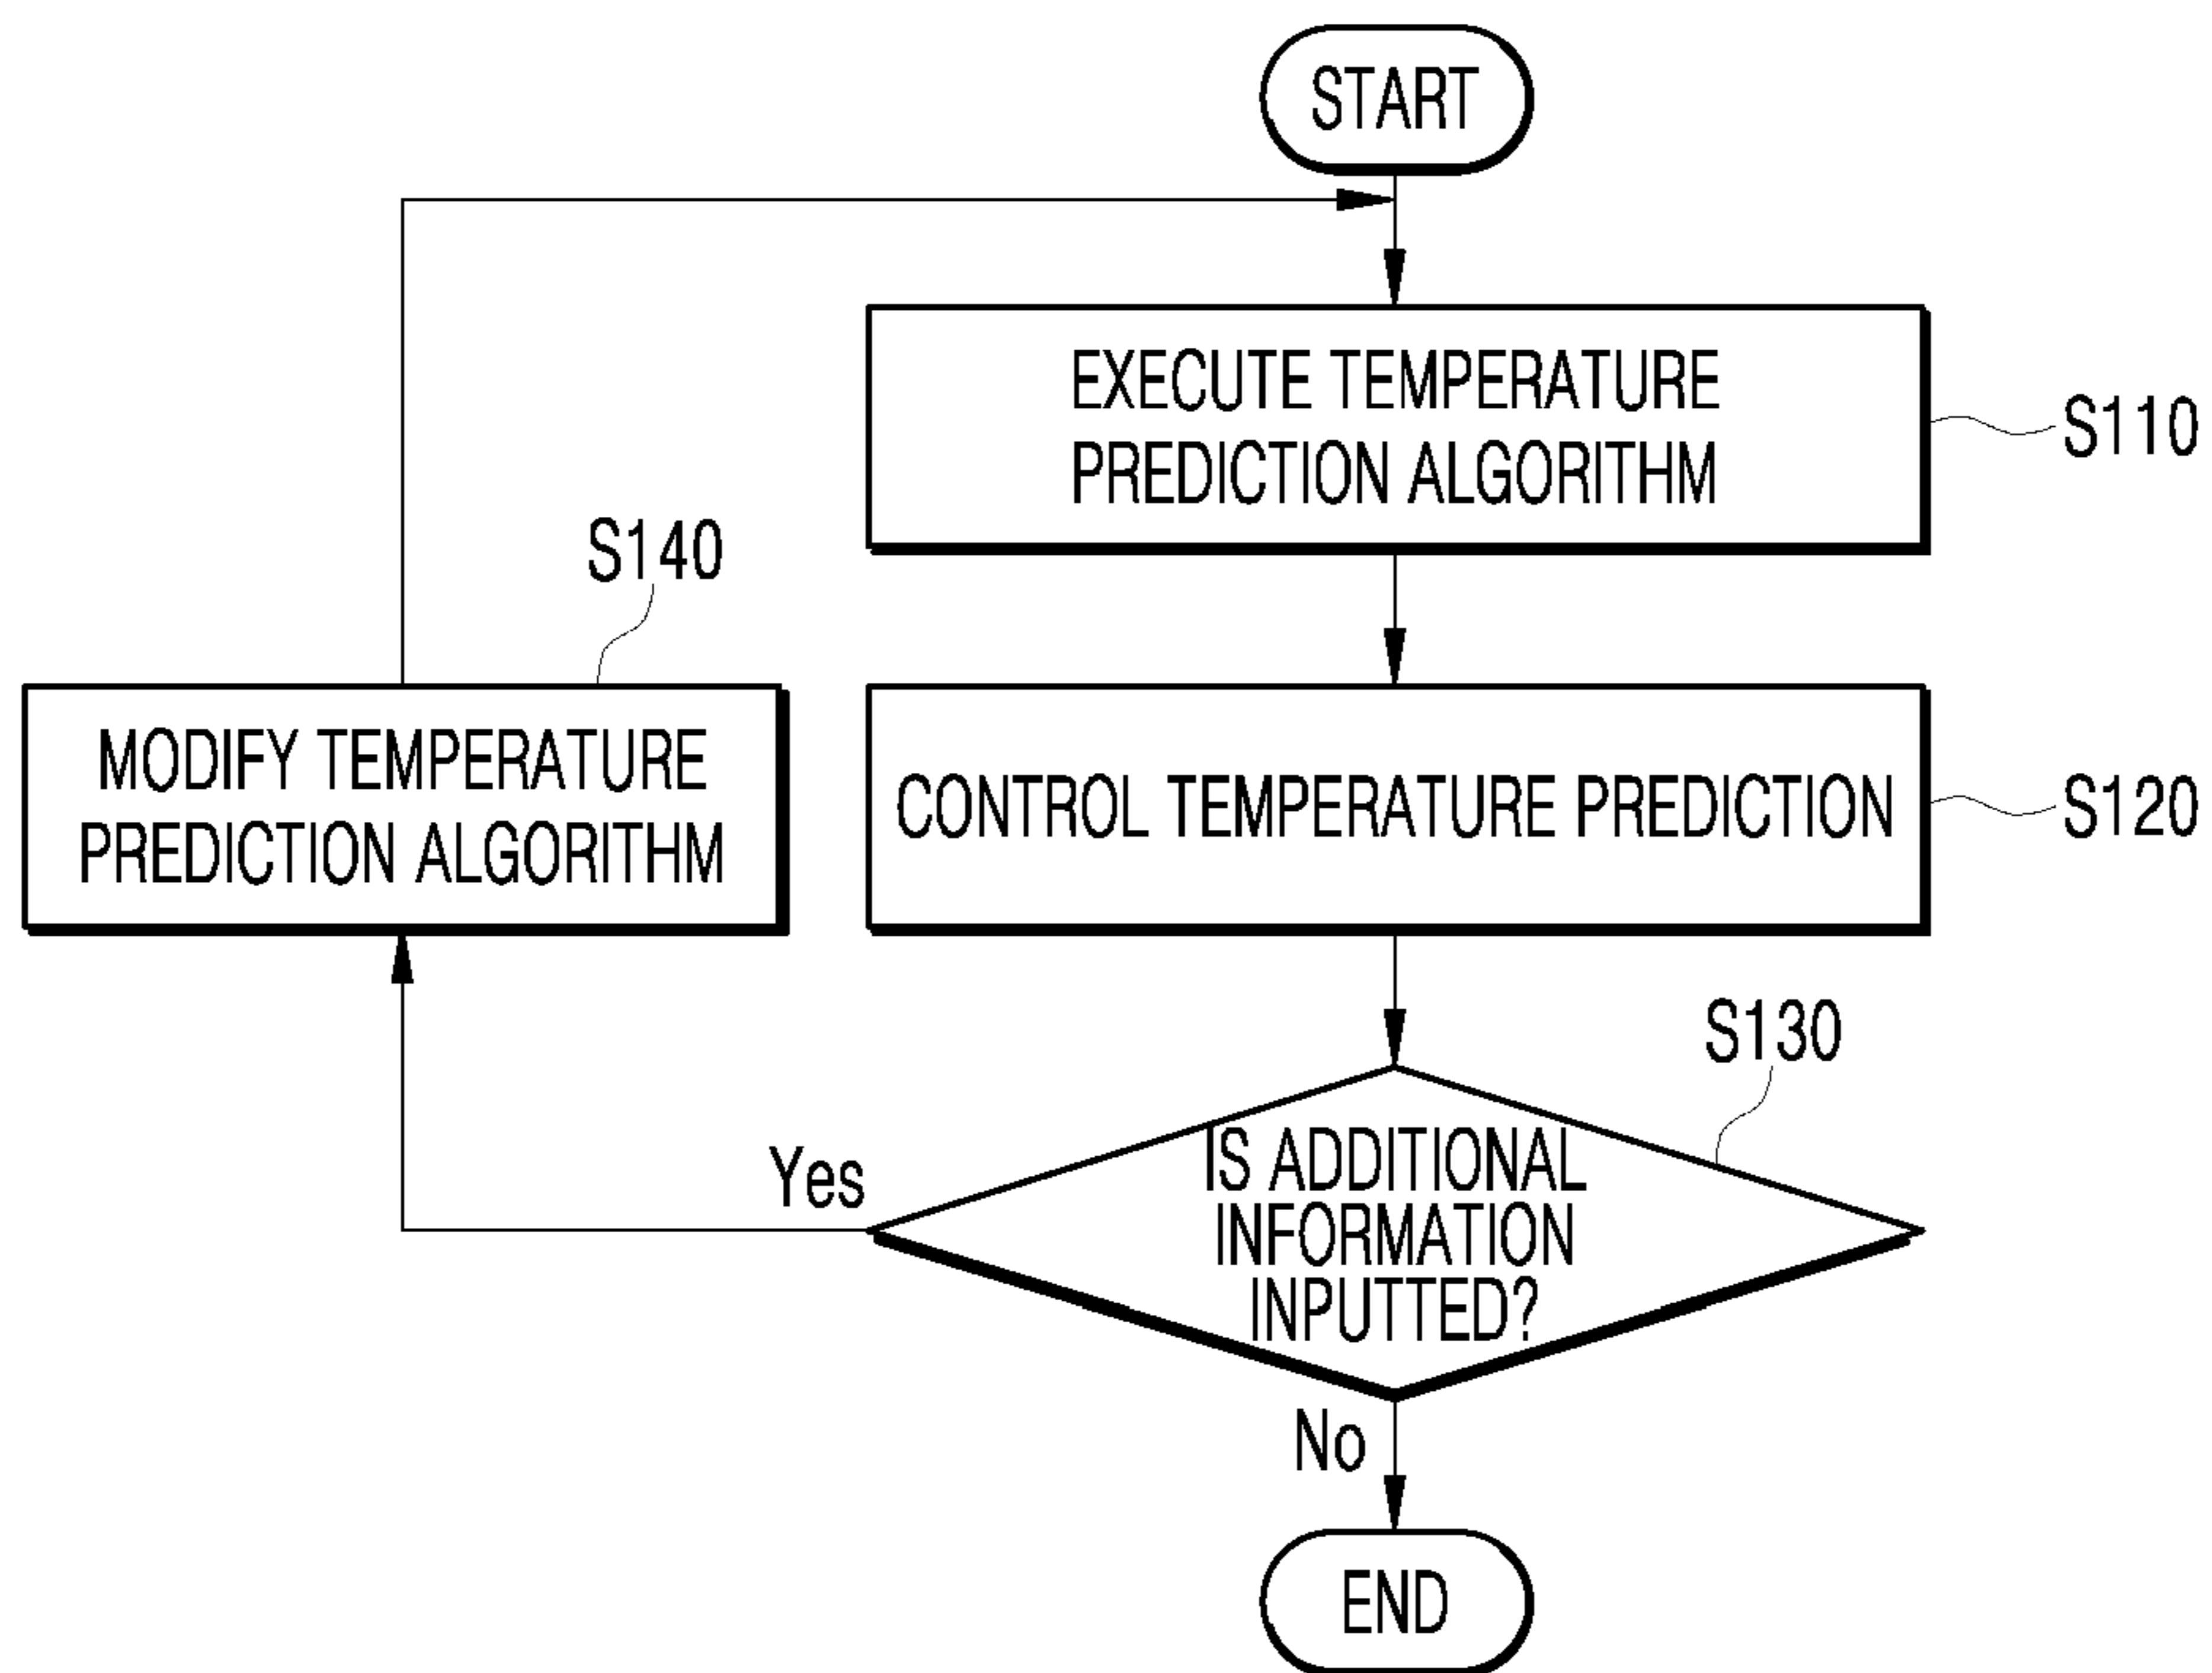 START
EXECUTE TEMPERATURE
PREDICTION ALGORITHM
S110
S140
MODIFY TEMPERATURE
PREDICTION ALGORITHM
CONTROL TEMPERATURE PREDICTION
S120
S130
IS ADDITIONAL
INFORMATION
INPUTTED?
Yes
No
END